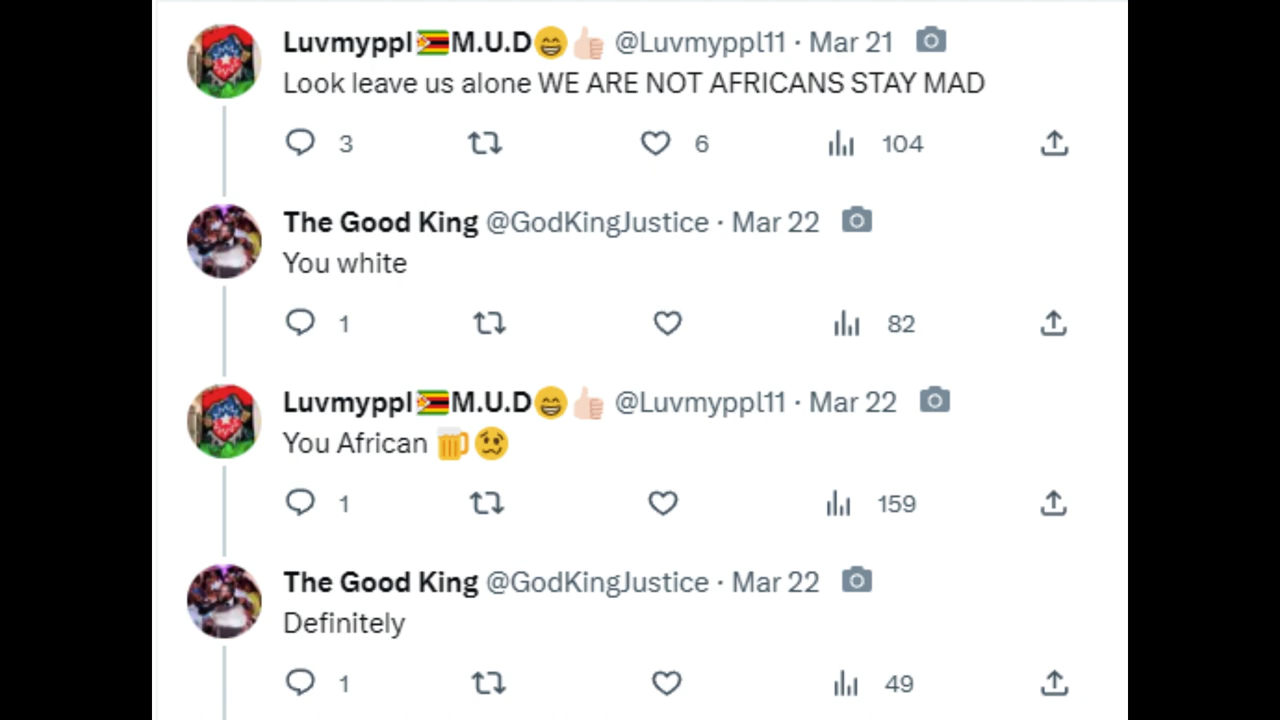 Luvmyppl🇿🇼M.U.D😁👍🏻 @Luvmyppl11 · Mar 21
Look leave us alone WE ARE NOT AFRICANS STAY MAD
3 6 104
The Good King @GodKingJustice · Mar 22
You white
1 82
Luvmyppl🇿🇼M.U.D😁👍🏻 @Luvmyppl11 · Mar 22
You African 🍺🥴
1 159
The Good King @GodKingJustice · Mar 22
Definitely
1 49